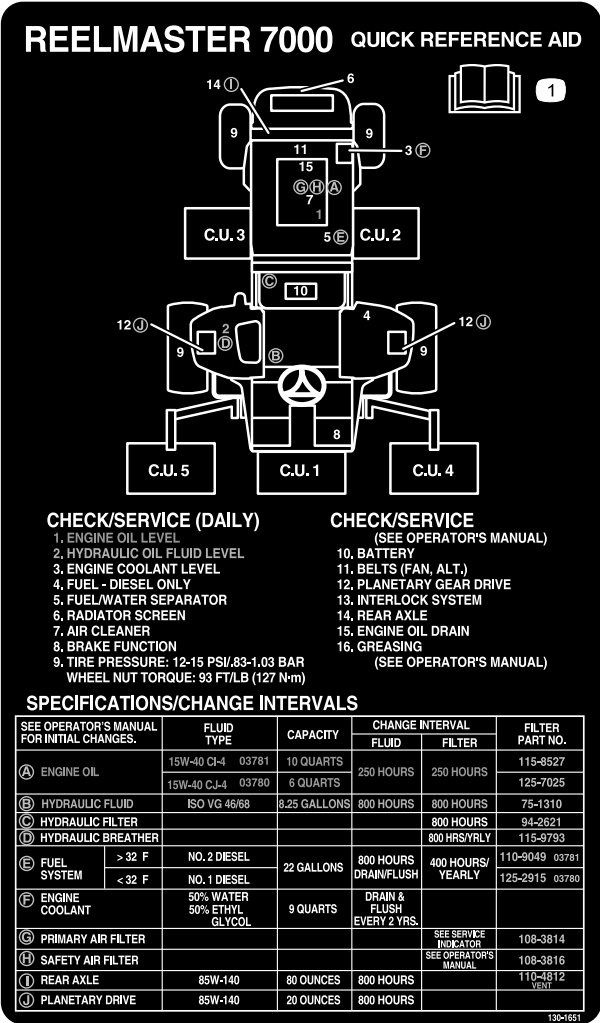 REELMASTER 7000 QUICK REFERENCE AID
1
14 Ⓘ
6
9
9
11
3 Ⓕ
15
Ⓖ Ⓗ Ⓐ
7
1
C.U. 3
5 Ⓔ
C.U. 2
Ⓒ
10
12 Ⓙ
2
Ⓓ
4
12 Ⓙ
9
Ⓑ
9
8
C.U. 5
C.U. 1
C.U. 4
CHECK/SERVICE (DAILY)
1. ENGINE OIL LEVEL
2. HYDRAULIC OIL FLUID LEVEL
3. ENGINE COOLANT LEVEL
4. FUEL - DIESEL ONLY
5. FUEL/WATER SEPARATOR
6. RADIATOR SCREEN
7. AIR CLEANER
8. BRAKE FUNCTION
9. TIRE PRESSURE: 12-15 PSI/.83-1.03 BAR
WHEEL NUT TORQUE: 93 FT/LB (127 N•m)
CHECK/SERVICE
(SEE OPERATOR'S MANUAL)
10. BATTERY
11. BELTS (FAN, ALT.)
12. PLANETARY GEAR DRIVE
13. INTERLOCK SYSTEM
14. REAR AXLE
15. ENGINE OIL DRAIN
16. GREASING
(SEE OPERATOR'S MANUAL)
SPECIFICATIONS/CHANGE INTERVALS
SEE OPERATOR'S MANUAL FOR INITIAL CHANGES. FLUID TYPE CAPACITY CHANGE INTERVAL FLUID FILTER FILTER PART NO.
Ⓐ ENGINE OIL 15W-40 CI-4 03781 10 QUARTS 250 HOURS 250 HOURS 115-8527
15W-40 CJ-4 03780 6 QUARTS 125-7025
Ⓑ HYDRAULIC FLUID ISO VG 46/68 8.25 GALLONS 800 HOURS 800 HOURS 75-1310
Ⓒ HYDRAULIC FILTER 800 HOURS 94-2621
Ⓓ HYDRAULIC BREATHER 800 HRS/YRLY 115-9793
Ⓔ FUEL SYSTEM > 32 F NO. 2 DIESEL 22 GALLONS 800 HOURS DRAIN/FLUSH 400 HOURS/ YEARLY 110-9049 03781
< 32 F NO. 1 DIESEL 125-2915 03780
Ⓕ ENGINE COOLANT 50% WATER 50% ETHYL GLYCOL 9 QUARTS DRAIN & FLUSH EVERY 2 YRS.
Ⓖ PRIMARY AIR FILTER SEE SERVICE INDICATOR 108-3814
Ⓗ SAFETY AIR FILTER SEE OPERATOR'S MANUAL 108-3816
Ⓘ REAR AXLE 85W-140 80 OUNCES 800 HOURS 110-4812 VENT
Ⓙ PLANETARY DRIVE 85W-140 20 OUNCES 800 HOURS
130-1651